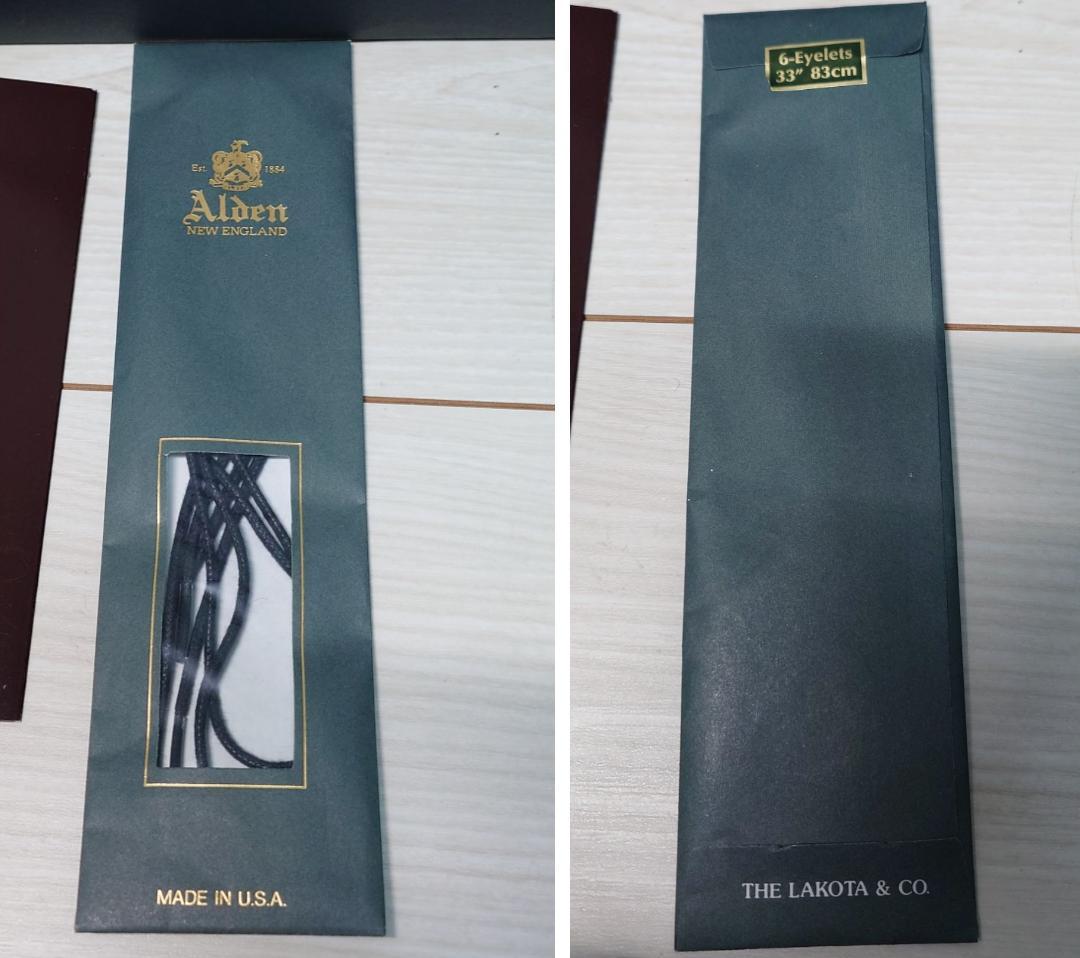 Est. 1884
Alden
NEW ENGLAND
MADE IN U.S.A.
6-Eyelets
33" 83cm
THE LAKOTA & CO.